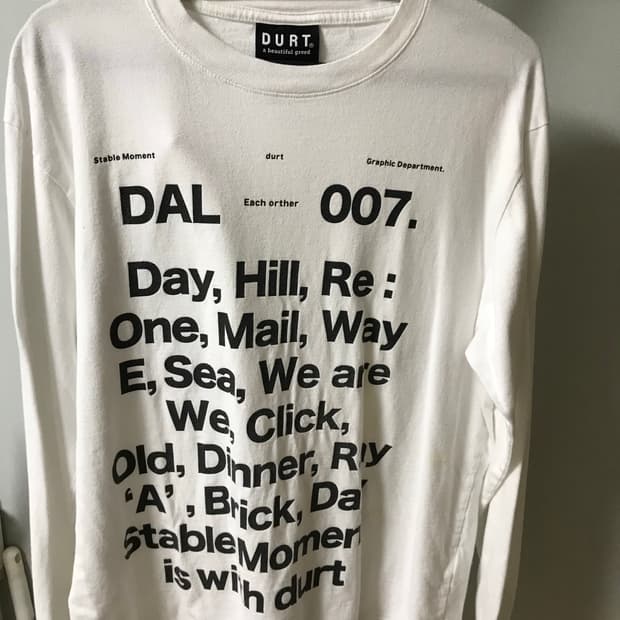 DURT®
a beautiful greed
Stable Moment durt Graphic Department.
DAL Each orther 007.
Day, Hill, Re :
One, Mail, Way
E, Sea, We are
We, Click,
Old, Dinner,
'A' , Brick,
Stable Moment
is with durt